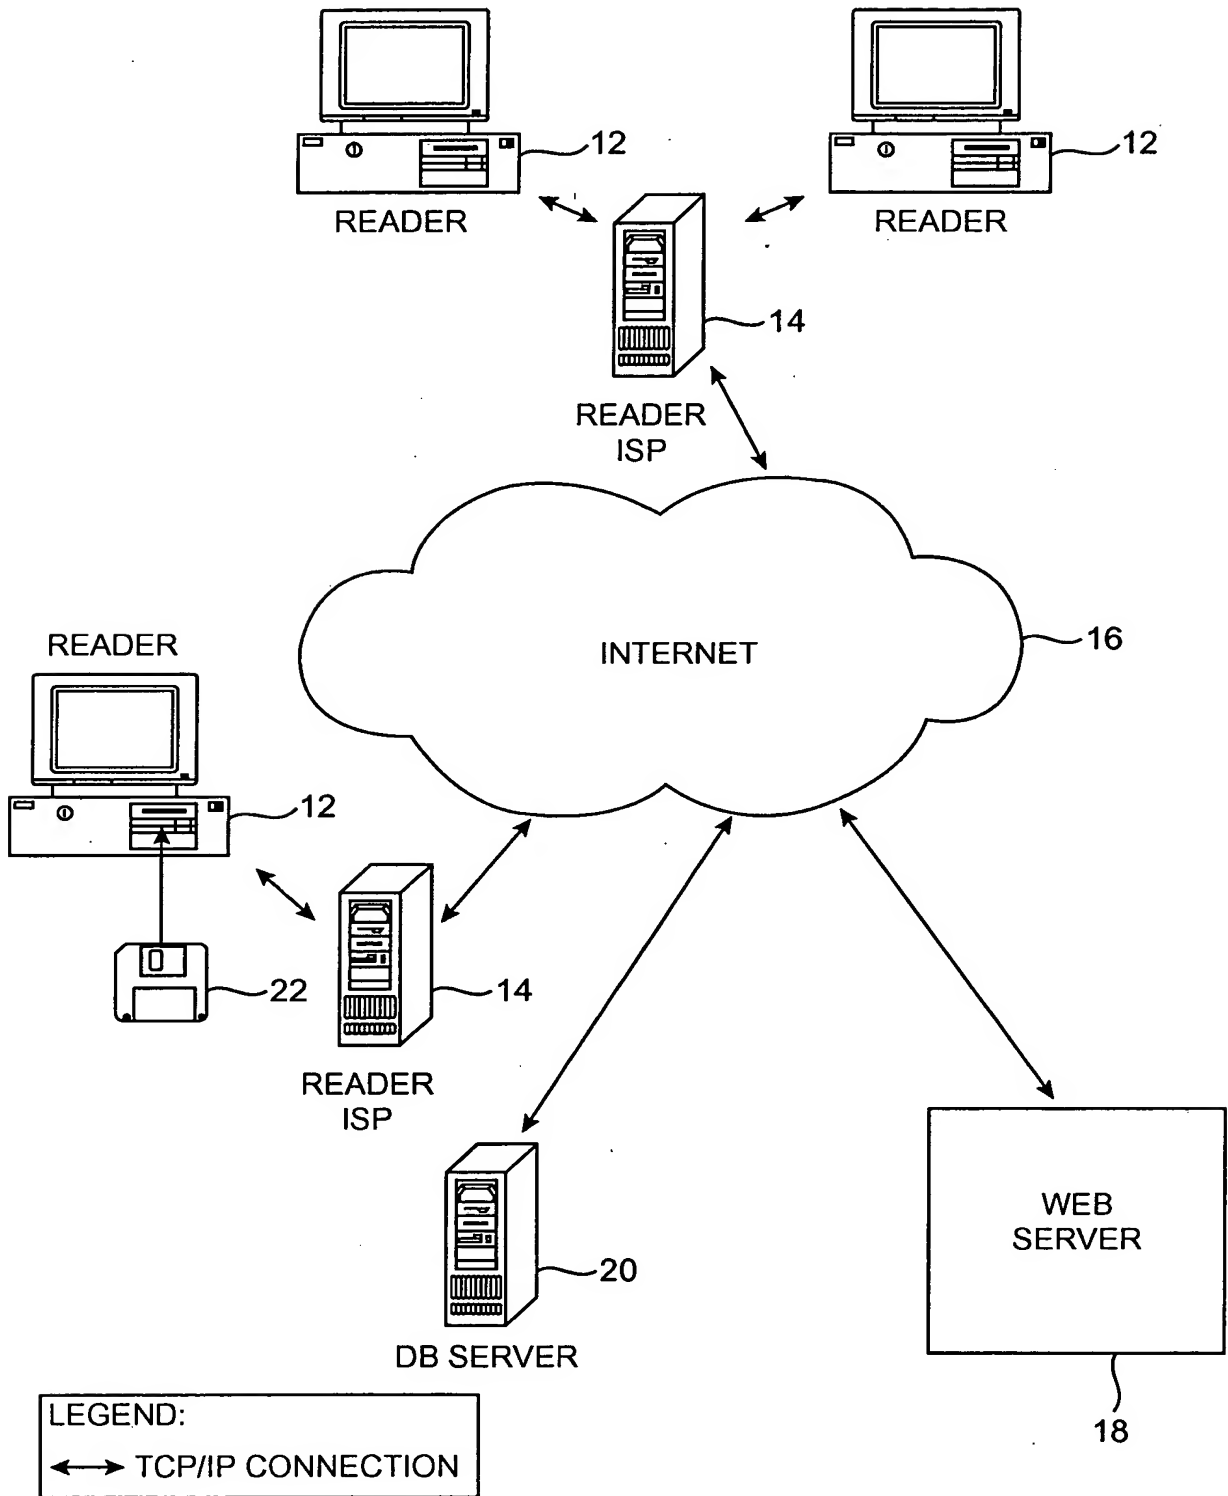 12
12
READER
READER
14
READER
ISP
READER
INTERNET
16
12
22
14
READER
ISP
WEB
SERVER
20
DB SERVER
18
LEGEND:
TCP/IP CONNECTION